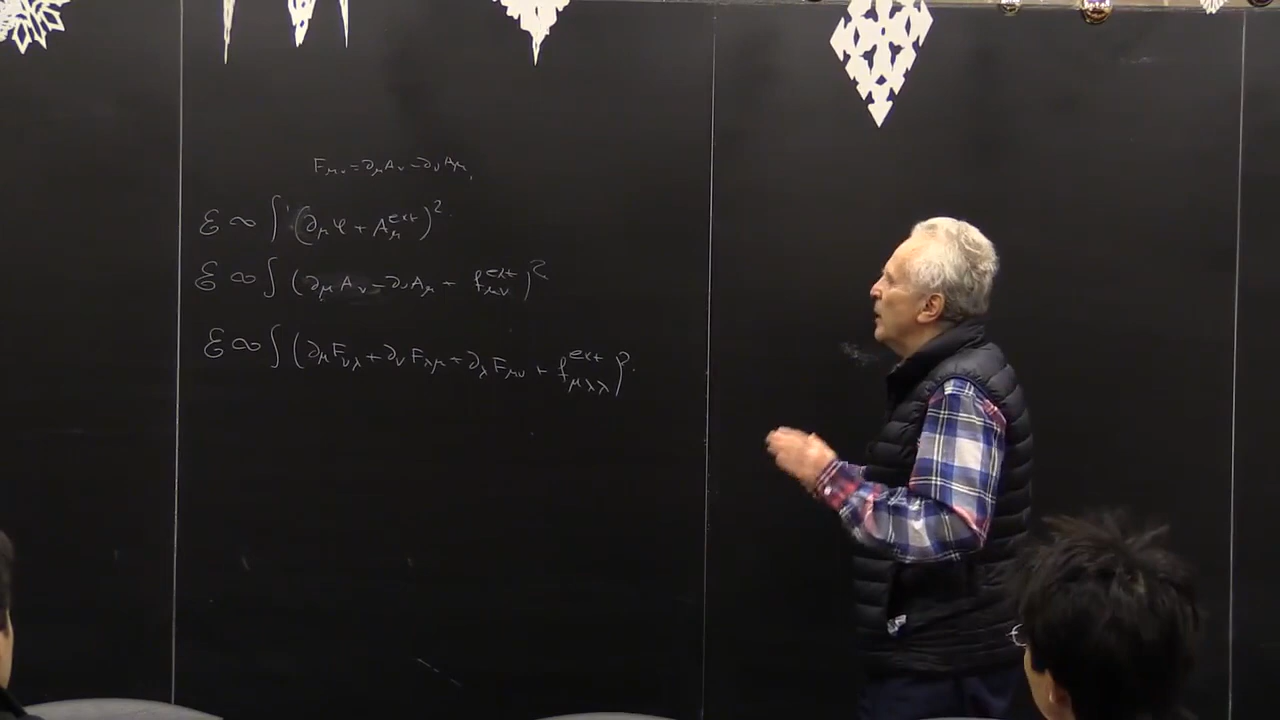 F_{μν} = ∂_μ A_ν - ∂_ν A_μ.
ℰ ∝ ∫ (∂_μ φ + A_μ^{ext})^2.
ℰ ∝ ∫ (∂_μ A_ν - ∂_ν A_μ + f_{μν}^{ext})^2
ℰ ∝ ∫ (∂_μ F_{νλ} + ∂_ν F_{λμ} + ∂_λ F_{μν} + f_{μλλ}^{ext})^2.